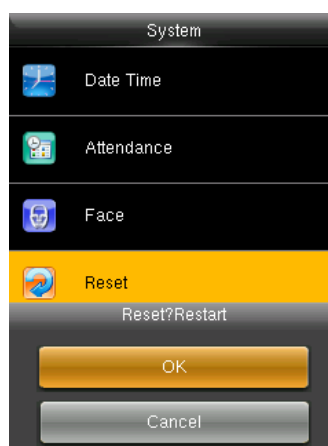 System
Date Time
Attendance
Face
Reset
Reset?Restart
OK
Cancel